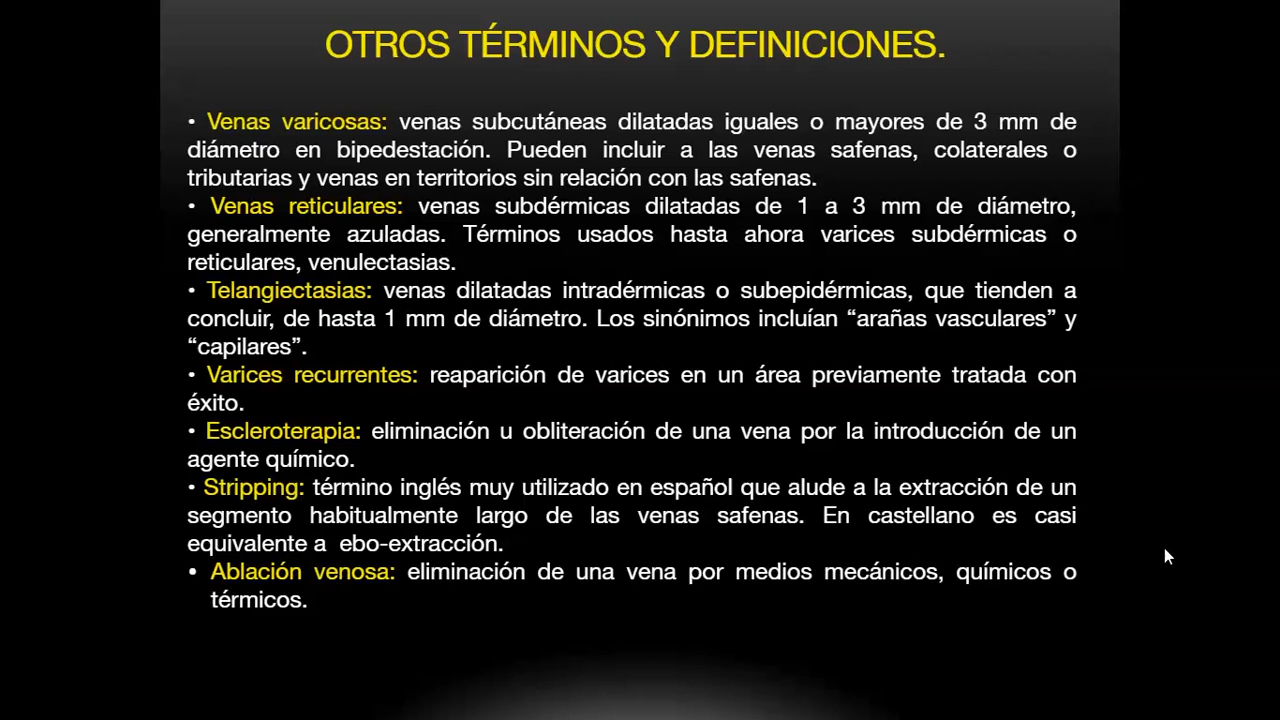 OTROS TÉRMINOS Y DEFINICIONES.
• Venas varicosas: venas subcutáneas dilatadas iguales o mayores de 3 mm de
diámetro en bipedestación. Pueden incluir a las venas safenas, colaterales o
tributarias y venas en territorios sin relación con las safenas.
• Venas reticulares: venas subdérmicas dilatadas de 1 a 3 mm de diámetro,
generalmente azuladas. Términos usados hasta ahora varices subdérmicas o
reticulares, venulectasias.
• Telangiectasias: venas dilatadas intradérmicas o subepidérmicas, que tienden a
concluir, de hasta 1 mm de diámetro. Los sinónimos incluían “arañas vasculares” y
“capilares”.
• Varices recurrentes: reaparición de varices en un área previamente tratada con
éxito.
• Escleroterapia: eliminación u obliteración de una vena por la introducción de un
agente químico.
• Stripping: término inglés muy utilizado en español que alude a la extracción de un
segmento habitualmente largo de las venas safenas. En castellano es casi
equivalente a ebo-extracción.
• Ablación venosa: eliminación de una vena por medios mecánicos, químicos o
térmicos.